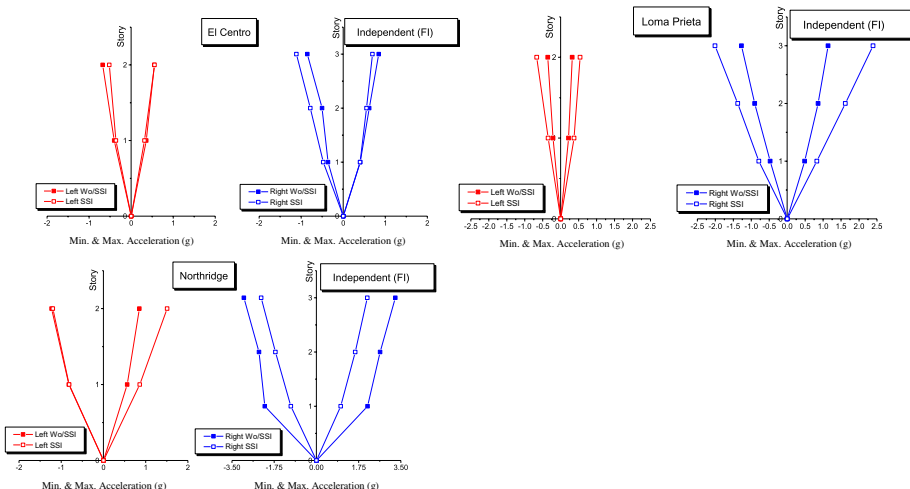 El Centro
Independent (FI)
Story
3
2
2
1
1
0
0
Left Wo/SSI
Left SSI
Right Wo/SSI
Right SSI
-2 -1 0 1 2
-2 -1 0 1 2
Min. & Max. Acceleration (g)
Min. & Max. Acceleration (g)
Loma Prieta
Independent (FI)
Story
Story
3
2
2
1
1
0
0
Left Wo/SSI
Left SSI
Right Wo/SSI
Right SSI
-2.5 -2.0 -1.5 -1.0 -0.5 0.0 0.5 1.0 1.5 2.0 2.5
-2.5 -2.0 -1.5 -1.0 -0.5 0.0 0.5 1.0 1.5 2.0 2.5
Min. & Max. Acceleration (g)
Min. & Max. Acceleration (g)
Northridge
Independent (FI)
Story
Story
3
2
2
1
1
0
0
Left Wo/SSI
Left SSI
Right Wo/SSI
Right SSI
-2 -1 0 1 2
-3.50 -1.75 0.00 1.75 3.50
Min. & Max. Acceleration (g)
Min. & Max. Acceleration (g)